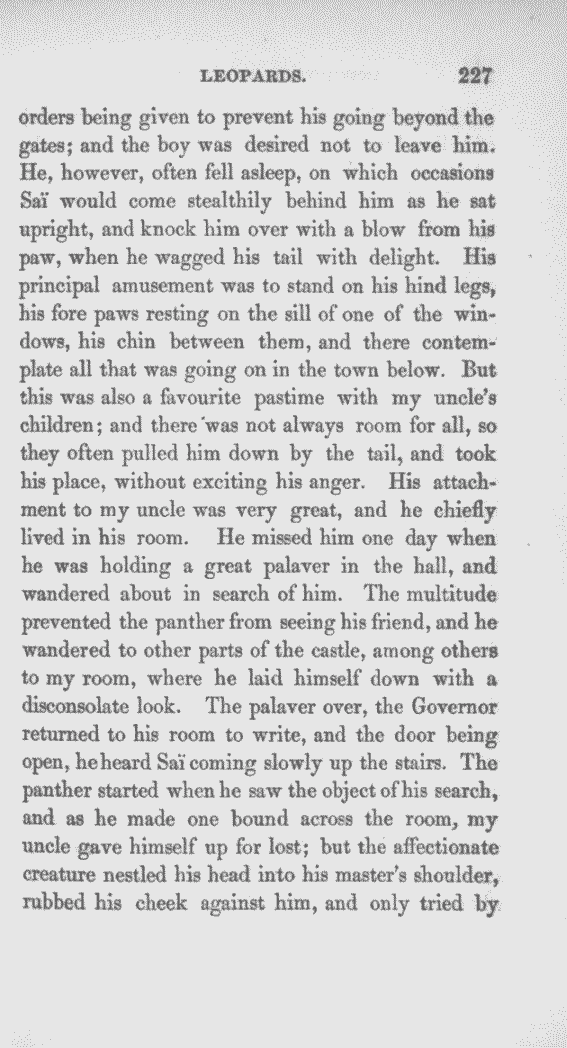 LEOPARDS. 227
orders being given to prevent his going beyond the
gates; and the boy was desired not to leave him.
He, however, often fell asleep, on which occasions
Saï would come stealthily behind him as he sat
upright, and knock him over with a blow from his
paw, when he wagged his tail with delight. His
principal amusement was to stand on his hind legs,
his fore paws resting on the sill of one of the win-
dows, his chin between them, and there contem-
plate all that was going on in the town below. But
this was also a favourite pastime with my uncle's
children; and there was not always room for all, so
they often pulled him down by the tail, and took
his place, without exciting his anger. His attach-
ment to my uncle was very great, and he chiefly
lived in his room. He missed him one day when
he was holding a great palaver in the hall, and
wandered about in search of him. The multitude
prevented the panther from seeing his friend, and he
wandered to other parts of the castle, among others
to my room, where he laid himself down with a
disconsolate look. The palaver over, the Governor
returned to his room to write, and the door being
open, he heard Saï coming slowly up the stairs. The
panther started when he saw the object of his search,
and as he made one bound across the room, my
uncle gave himself up for lost; but the affectionate
creature nestled his head into his master's shoulder,
rubbed his cheek against him, and only tried by